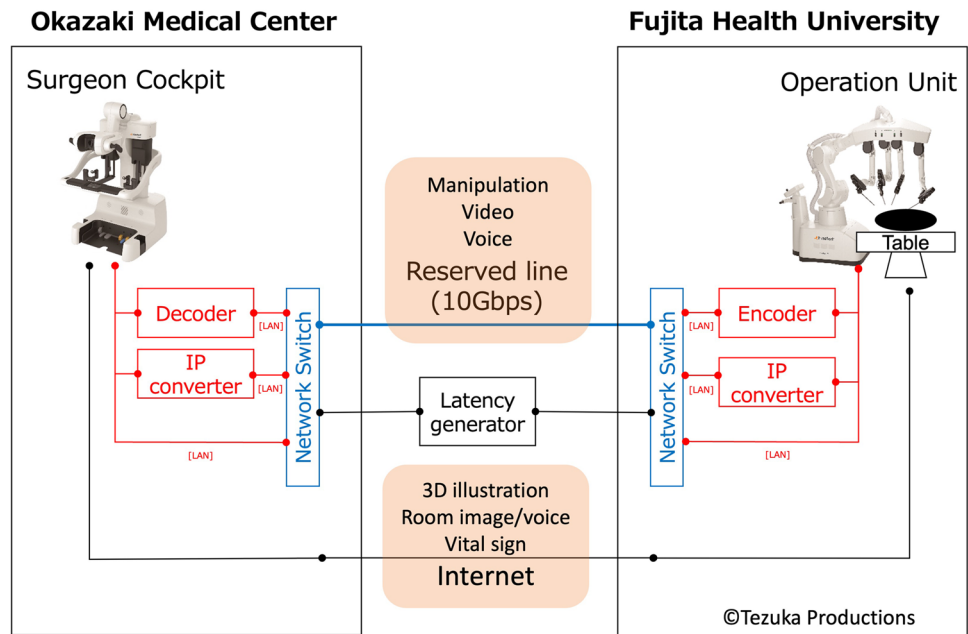 Okazaki Medical Center
Fujita Health University
Surgeon Cockpit
Operation Unit
Manipulation
Video
Voice
Reserved line
(10Gbps)
Table
Decoder
[LAN]
IP
converter
[LAN]
[LAN]
Network Switch
Latency
generator
Network Switch
[LAN]
Encoder
[LAN]
IP
converter
[LAN]
3D illustration
Room image/voice
Vital sign
Internet
©Tezuka Productions